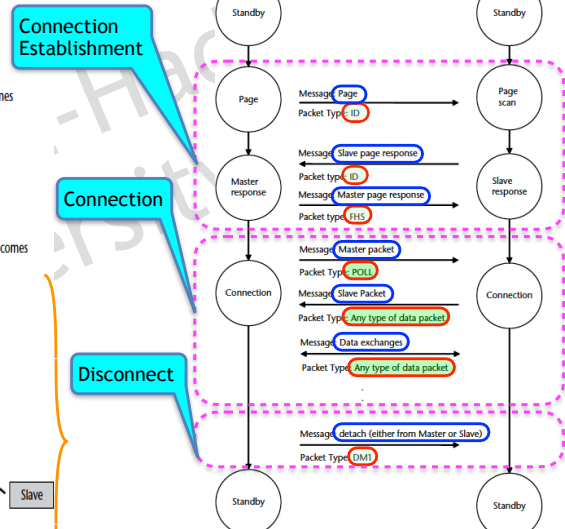 Standby
Standby
Connection
Establishment
Page
Page
scan
Message: Page
Packet Type: ID
Message: Slave page response
Packet type: ID
Master
response
Slave
response
Message: Master page response
Packet type: FHS
Connection
Message: Master packet
Packet Type: POLL
Connection
Connection
Message: Slave Packet
Packet Type: Any type of data packet
Message: Data exchanges
Packet Type: Any type of data packet
Disconnect
Message: detach (either from Master or Slave)
Packet Type: DM1
Slave
Standby
Standby
comes